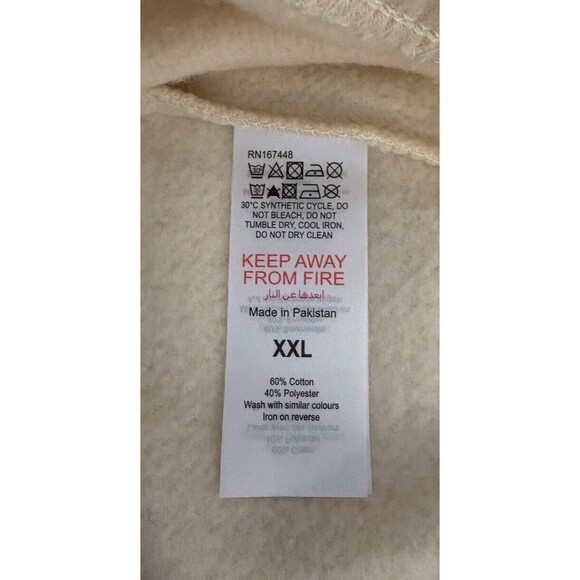 RN167448
30°C SYNTHETIC CYCLE, DO
NOT BLEACH, DO NOT
TUMBLE DRY, COOL IRON,
DO NOT DRY CLEAN
KEEP AWAY
FROM FIRE
ابعدها عن النار
Made in Pakistan
XXL
60% Cotton
40% Polyester
Wash with similar colours
Iron on reverse